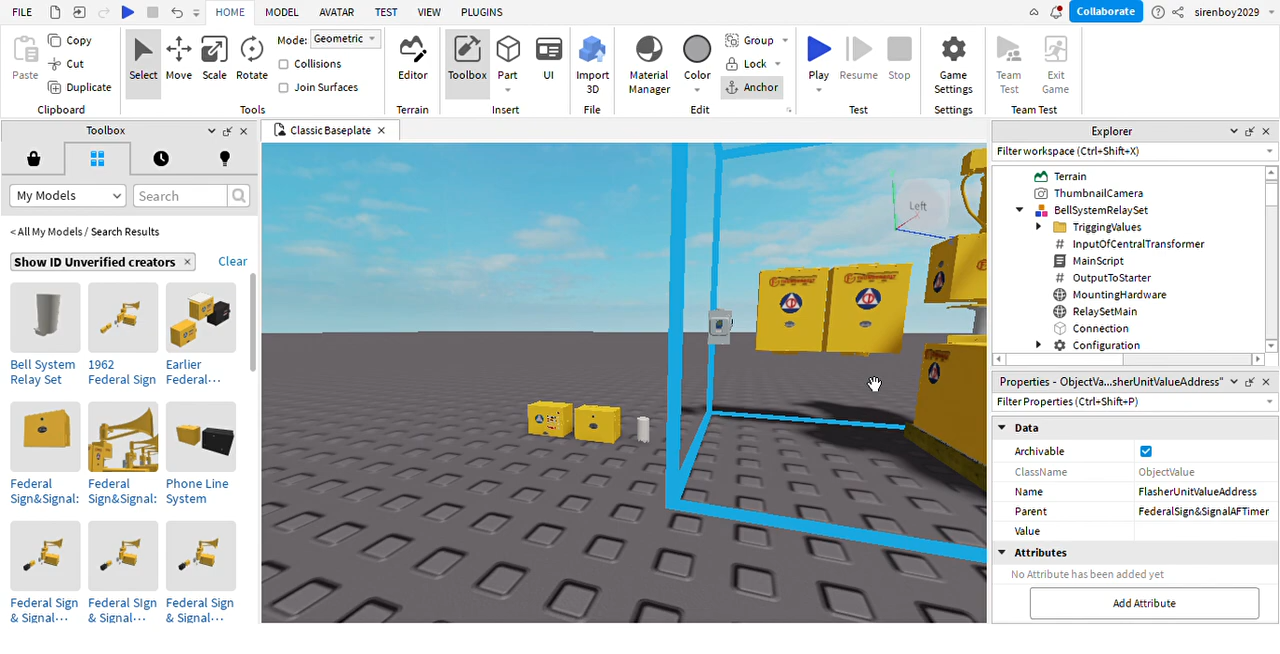 FILE HOME MODEL AVATAR TEST VIEW PLUGINS Collaborate sirenboy2029
Paste Copy Cut Duplicate Clipboard
Select Move Scale Rotate Mode: Geometric Collisions Join Surfaces Tools
Editor Terrain
Toolbox Part UI Insert
Import 3D File
Material Manager Color Group Lock Anchor Edit
Play Resume Stop Test
Game Settings Settings
Team Test Exit Game Team Test
Toolbox
My Models Search
< All My Models / Search Results
Show ID Unverified creators × Clear
Bell System Relay Set
1962 Federal Sign
Earlier Federal...
Federal Sign&Signal:
Federal Sign&Signal:
Phone Line System
Federal Sign & Signal...
Federal SIgn & Signal...
Federal Sign & Signal...
Classic Baseplate
Left
Explorer
Filter workspace (Ctrl+Shift+X)
Terrain
ThumbnailCamera
BellSystemRelaySet
TriggingValues
# InputOfCentralTransformer
MainScript
# OutputToStarter
MountingHardware
RelaySetMain
Connection
Configuration
Properties - ObjectVa...sherUnitValueAddress"
Filter Properties (Ctrl+Shift+P)
Data
Archivable
ClassName ObjectValue
Name FlasherUnitValueAddress
Parent FederalSign&SignalAFTimer
Value
Attributes
No Attribute has been added yet
Add Attribute